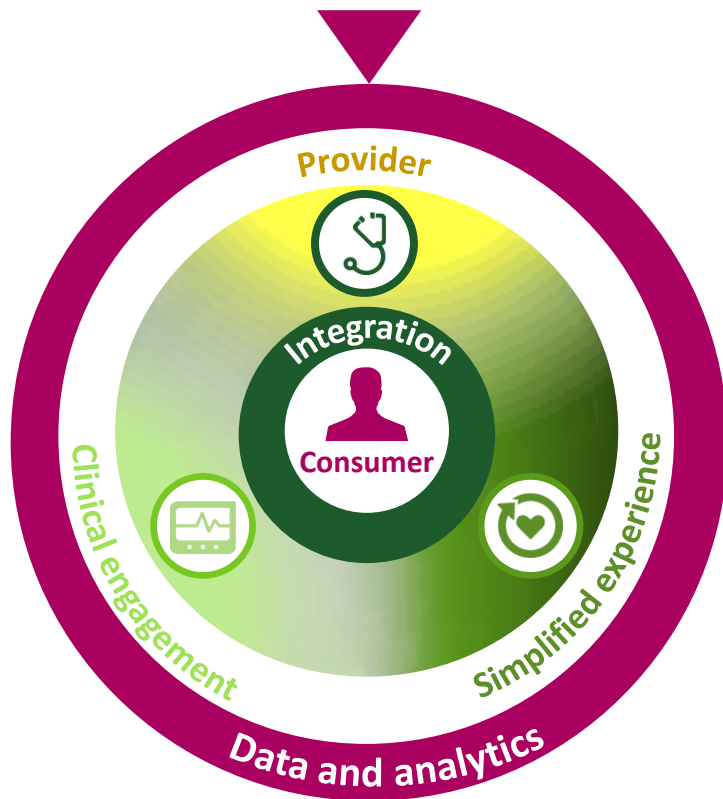 Provider
Integration
Consumer
Clinical engagement
Simplified experience
Data and analytics